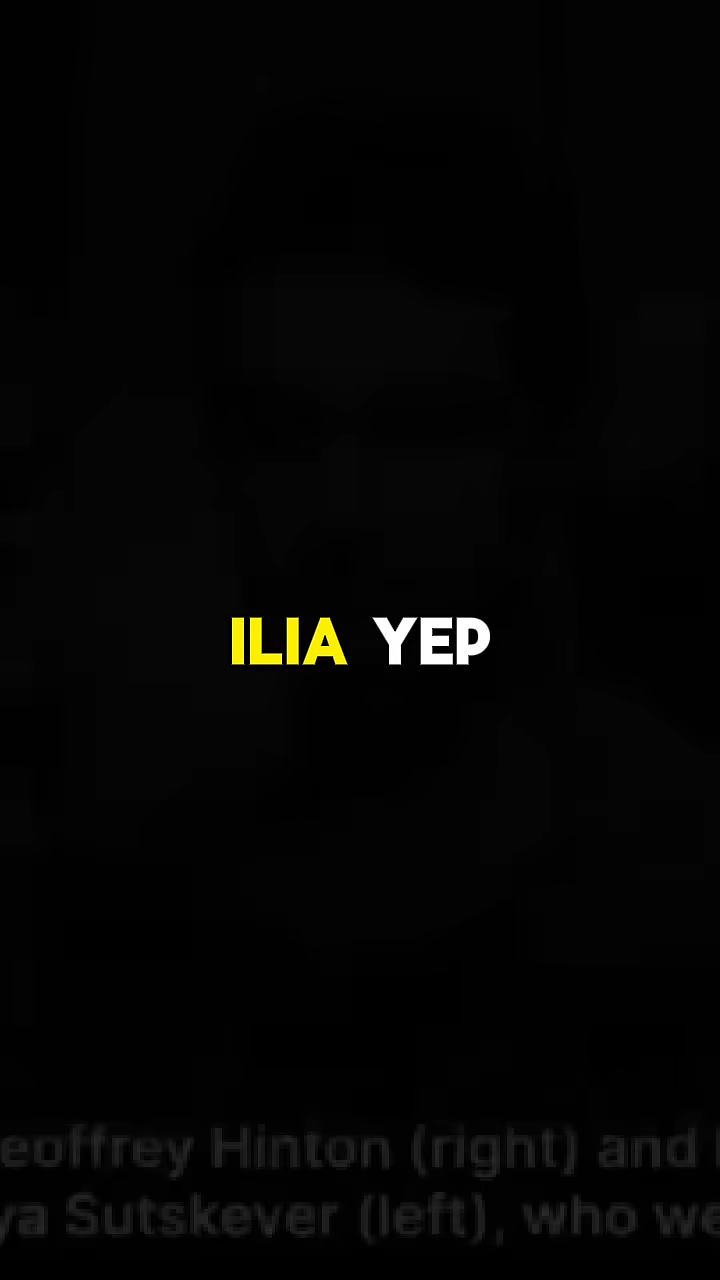 ILIA YEP
eoffrey Hinton (right) and
ya Sutskever (left), who we